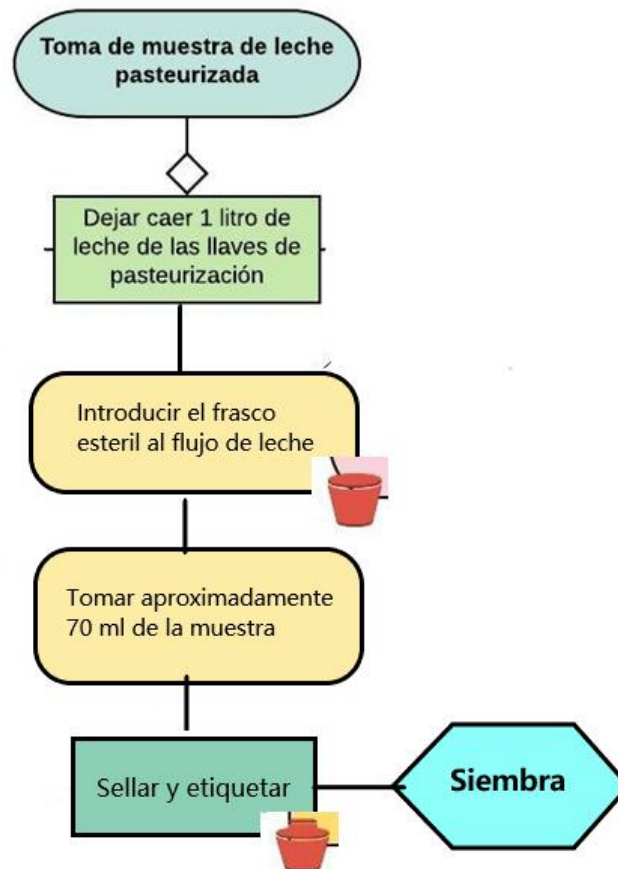 Toma de muestra de leche
pasteurizada
Dejar caer 1 litro de
leche de las llaves de
pasteurización
Introducir el frasco
esteril al flujo de leche
Tomar aproximadamente
70 ml de la muestra
Sellar y etiquetar
Siembra